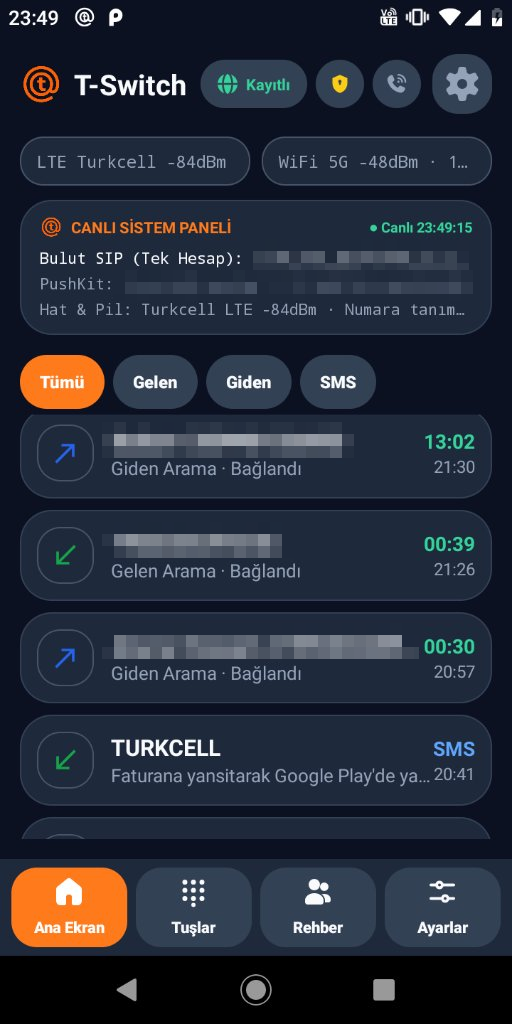 23:49
T-Switch
Kayıtlı
LTE Turkcell -84dBm
WiFi 5G -48dBm · 1…
CANLI SİSTEM PANELİ
Canlı 23:49:15
Bulut SIP (Tek Hesap):
PushKit:
Hat & Pil: Turkcell LTE -84dBm · Numara tanım…
Tümü
Gelen
Giden
SMS
13:02
Giden Arama · Bağlandı
21:30
00:39
Gelen Arama · Bağlandı
21:26
00:30
Giden Arama · Bağlandı
20:57
TURKCELL
SMS
Faturana yansitarak Google Play'de ya…
20:41
Ana Ekran
Tuşlar
Rehber
Ayarlar